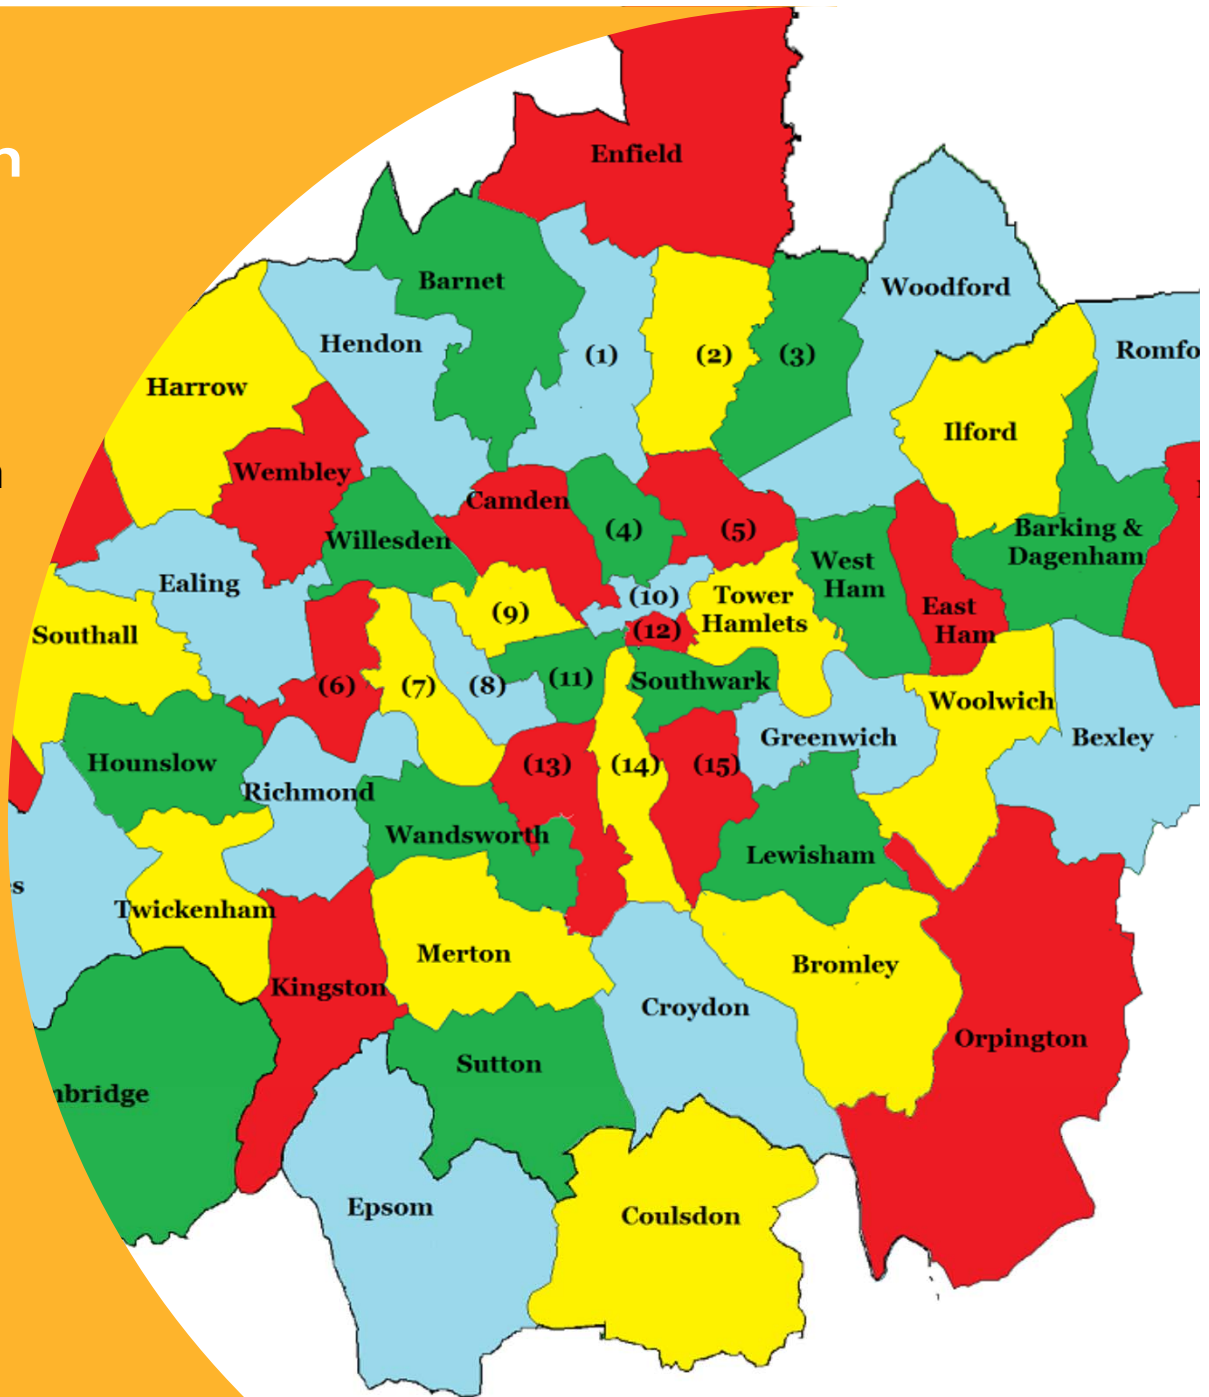 n
Enfield
Barnet
Woodford
Hendon
(1)
(2)
(3)
Romfo
Harrow
Ilford
Wembley
Camden
Willesden
(4)
(5)
Barking &
Dagenham
West
Ham
Ealing
(10)
Tower
Hamlets
(9)
East
Ham
Southall
(12)
(6)
(7)
(8)
(11)
Southwark
Woolwich
Hounslow
(13)
(14)
(15)
Greenwich
Bexley
Richmond
Wandsworth
Lewisham
es
Twickenham
Merton
Bromley
Kingston
Croydon
Orpington
Sutton
mbridge
Epsom
Coulsdon